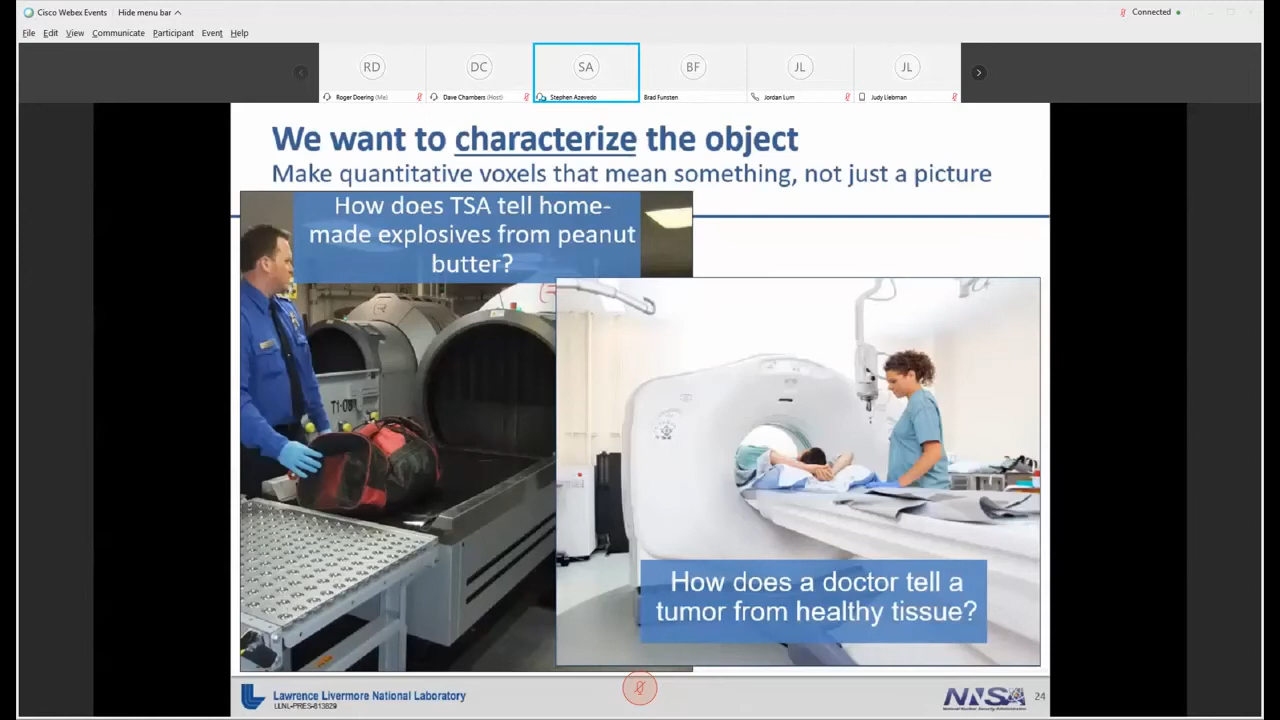 Cisco Webex Events Hide menu bar
Connected
File Edit View Communicate Participant Event Help
RD DC SA BF JL JL
Roger Doering (Me) Dave Chambers (Host) Stephen Azevedo Brad Funsten Jordan Lum Judy Liebman
We want to characterize the object
Make quantitative voxels that mean something, not just a picture
How does TSA tell home-
made explosives from peanut
butter?
How does a doctor tell a
tumor from healthy tissue?
Lawrence Livermore National Laboratory
LLNL-PRES-813829
NNSA
National Nuclear Security Administration
24